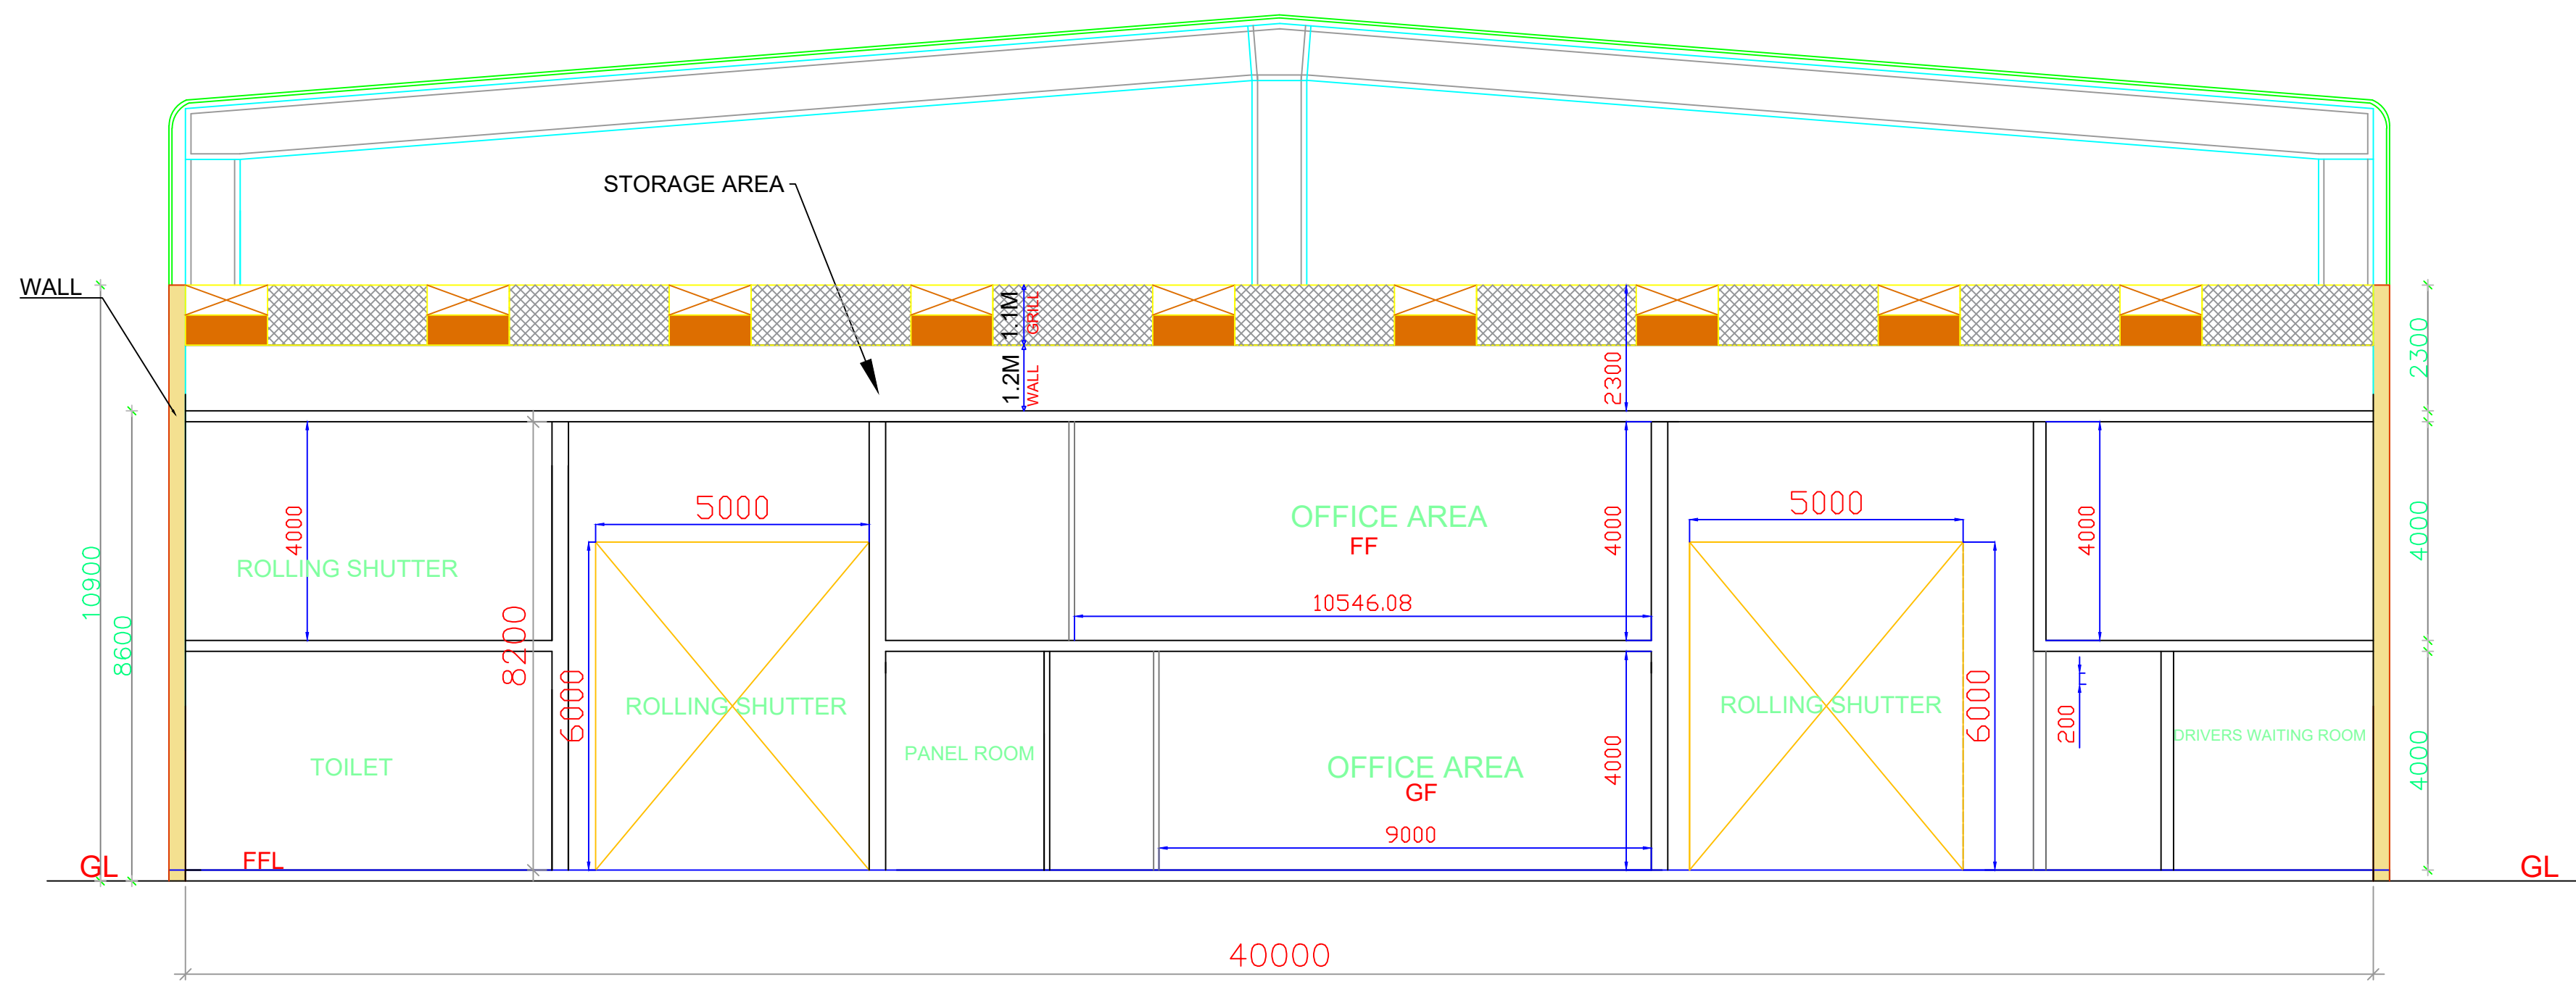 STORAGE AREA
WALL
1.1M
GRILL
1.2M
WALL
2300
2300
10900
8600
4000
ROLLING SHUTTER
8200
5000
6000
ROLLING SHUTTER
OFFICE AREA
FF
10546.08
4000
5000
6000
ROLLING SHUTTER
4000
4000
TOILET
PANEL ROOM
OFFICE AREA
GF
9000
4000
200
DRIVERS WAITING ROOM
4000
GL
FFL
GL
40000